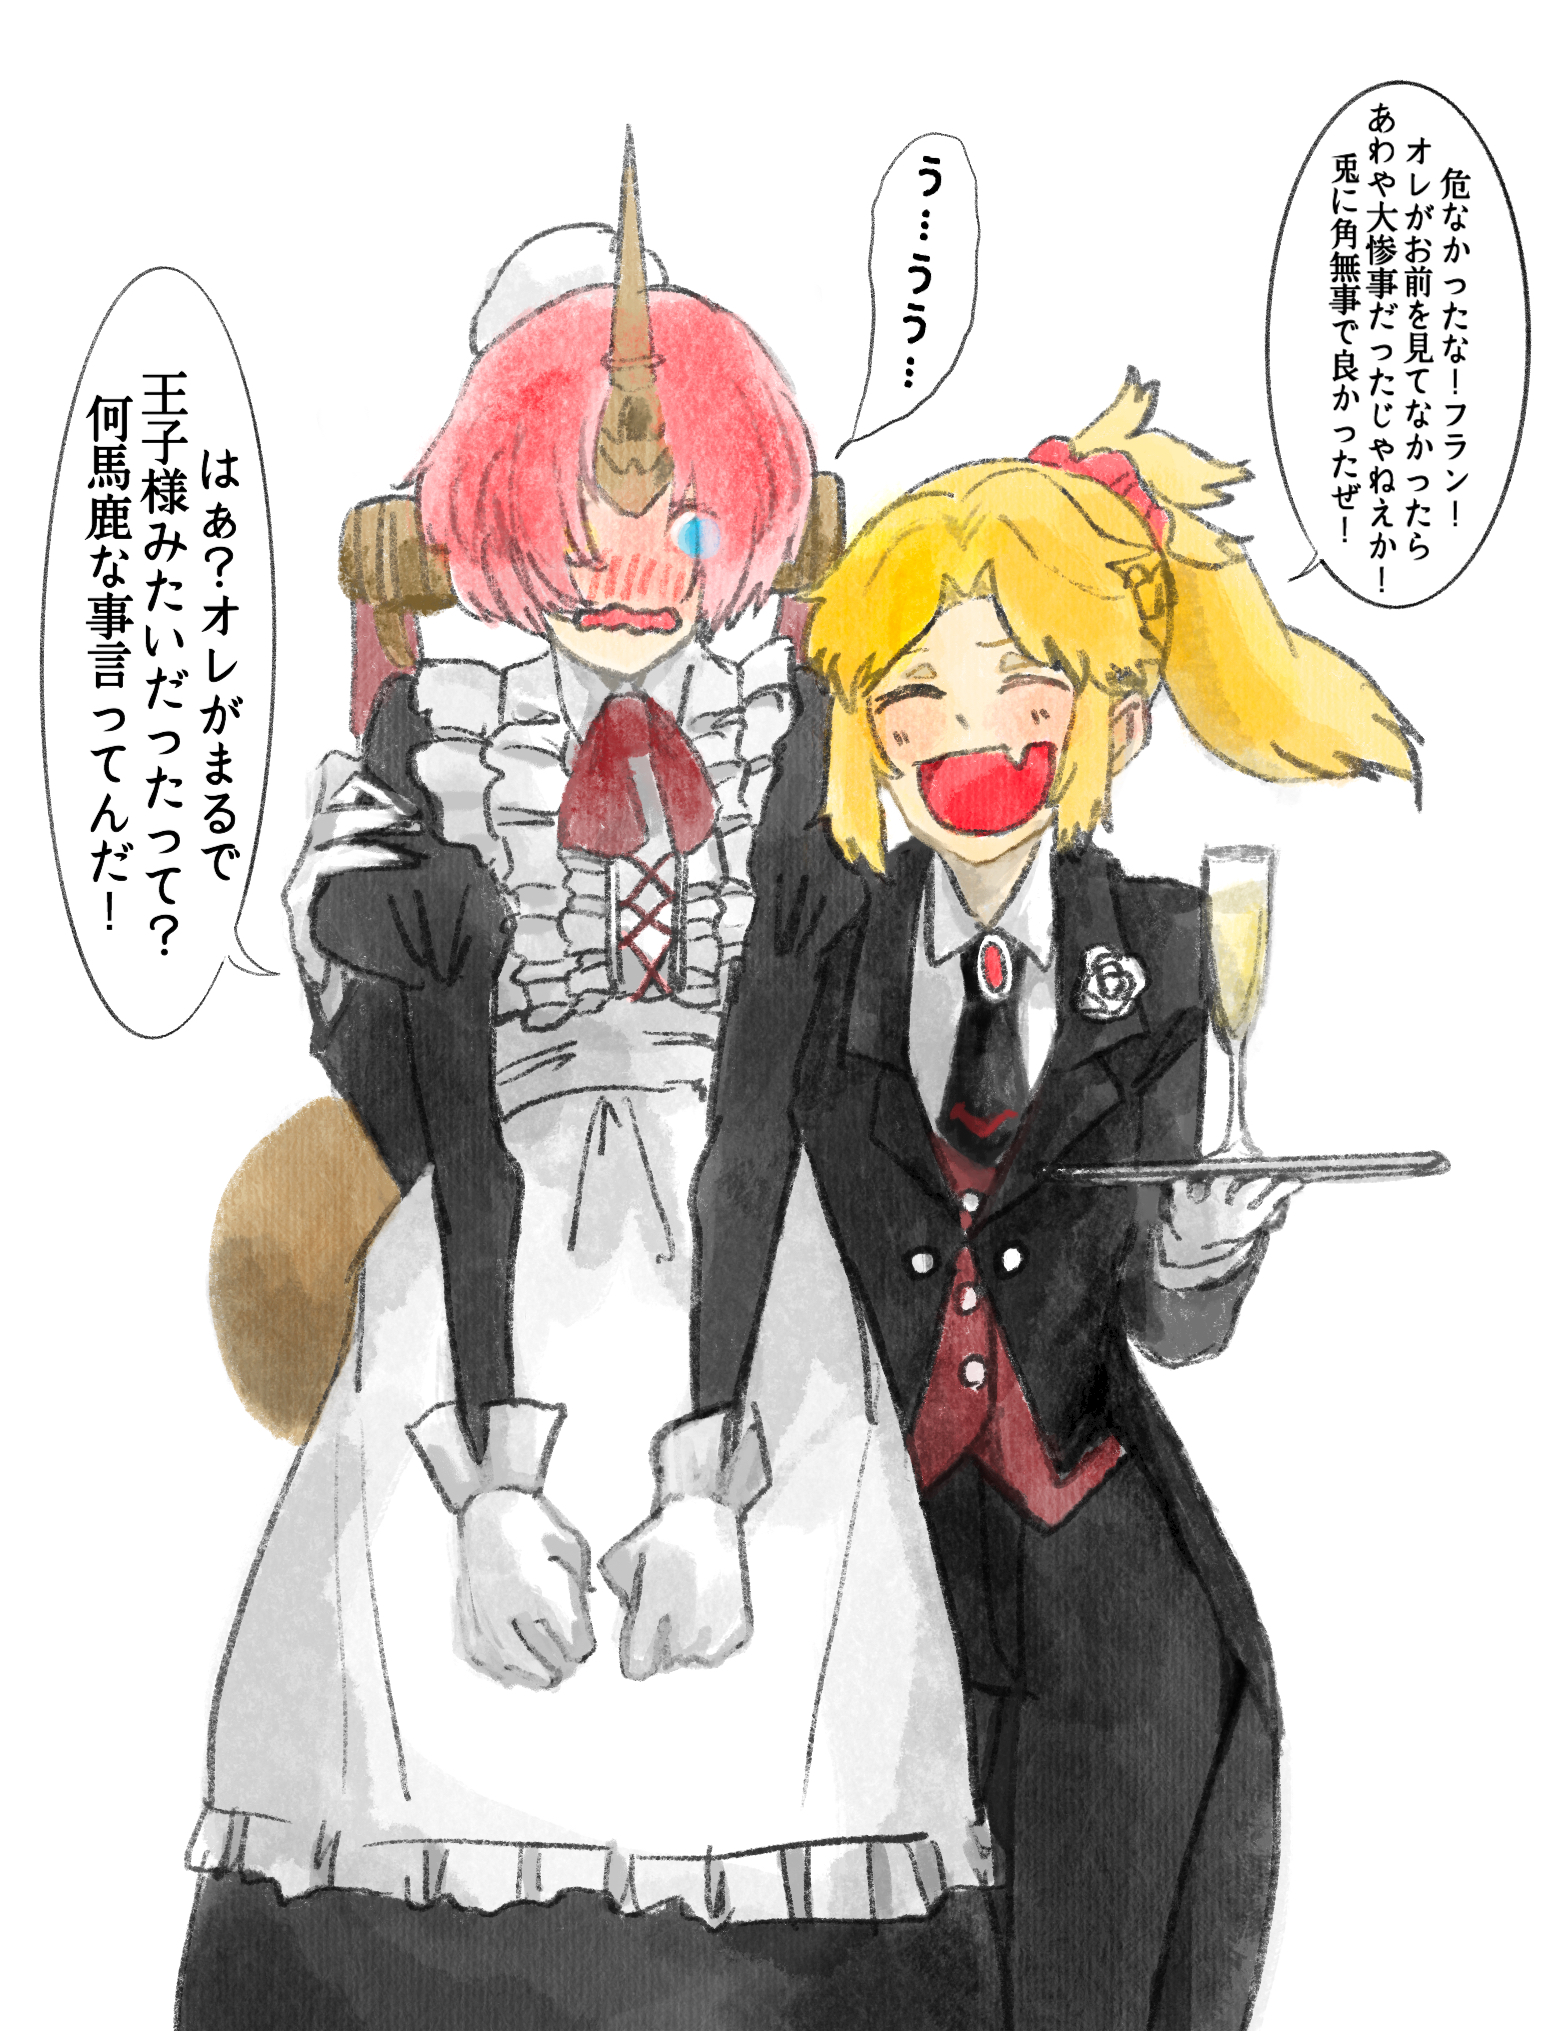 危なかったな！フラン！
オレがお前を見てなかったら
あわや大惨事だったじゃねえか！
兎に角無事で良かったぜ！
う…うう…
はぁ？オレがまるで
王子様みたいだったって？
何馬鹿な事言ってんだ！